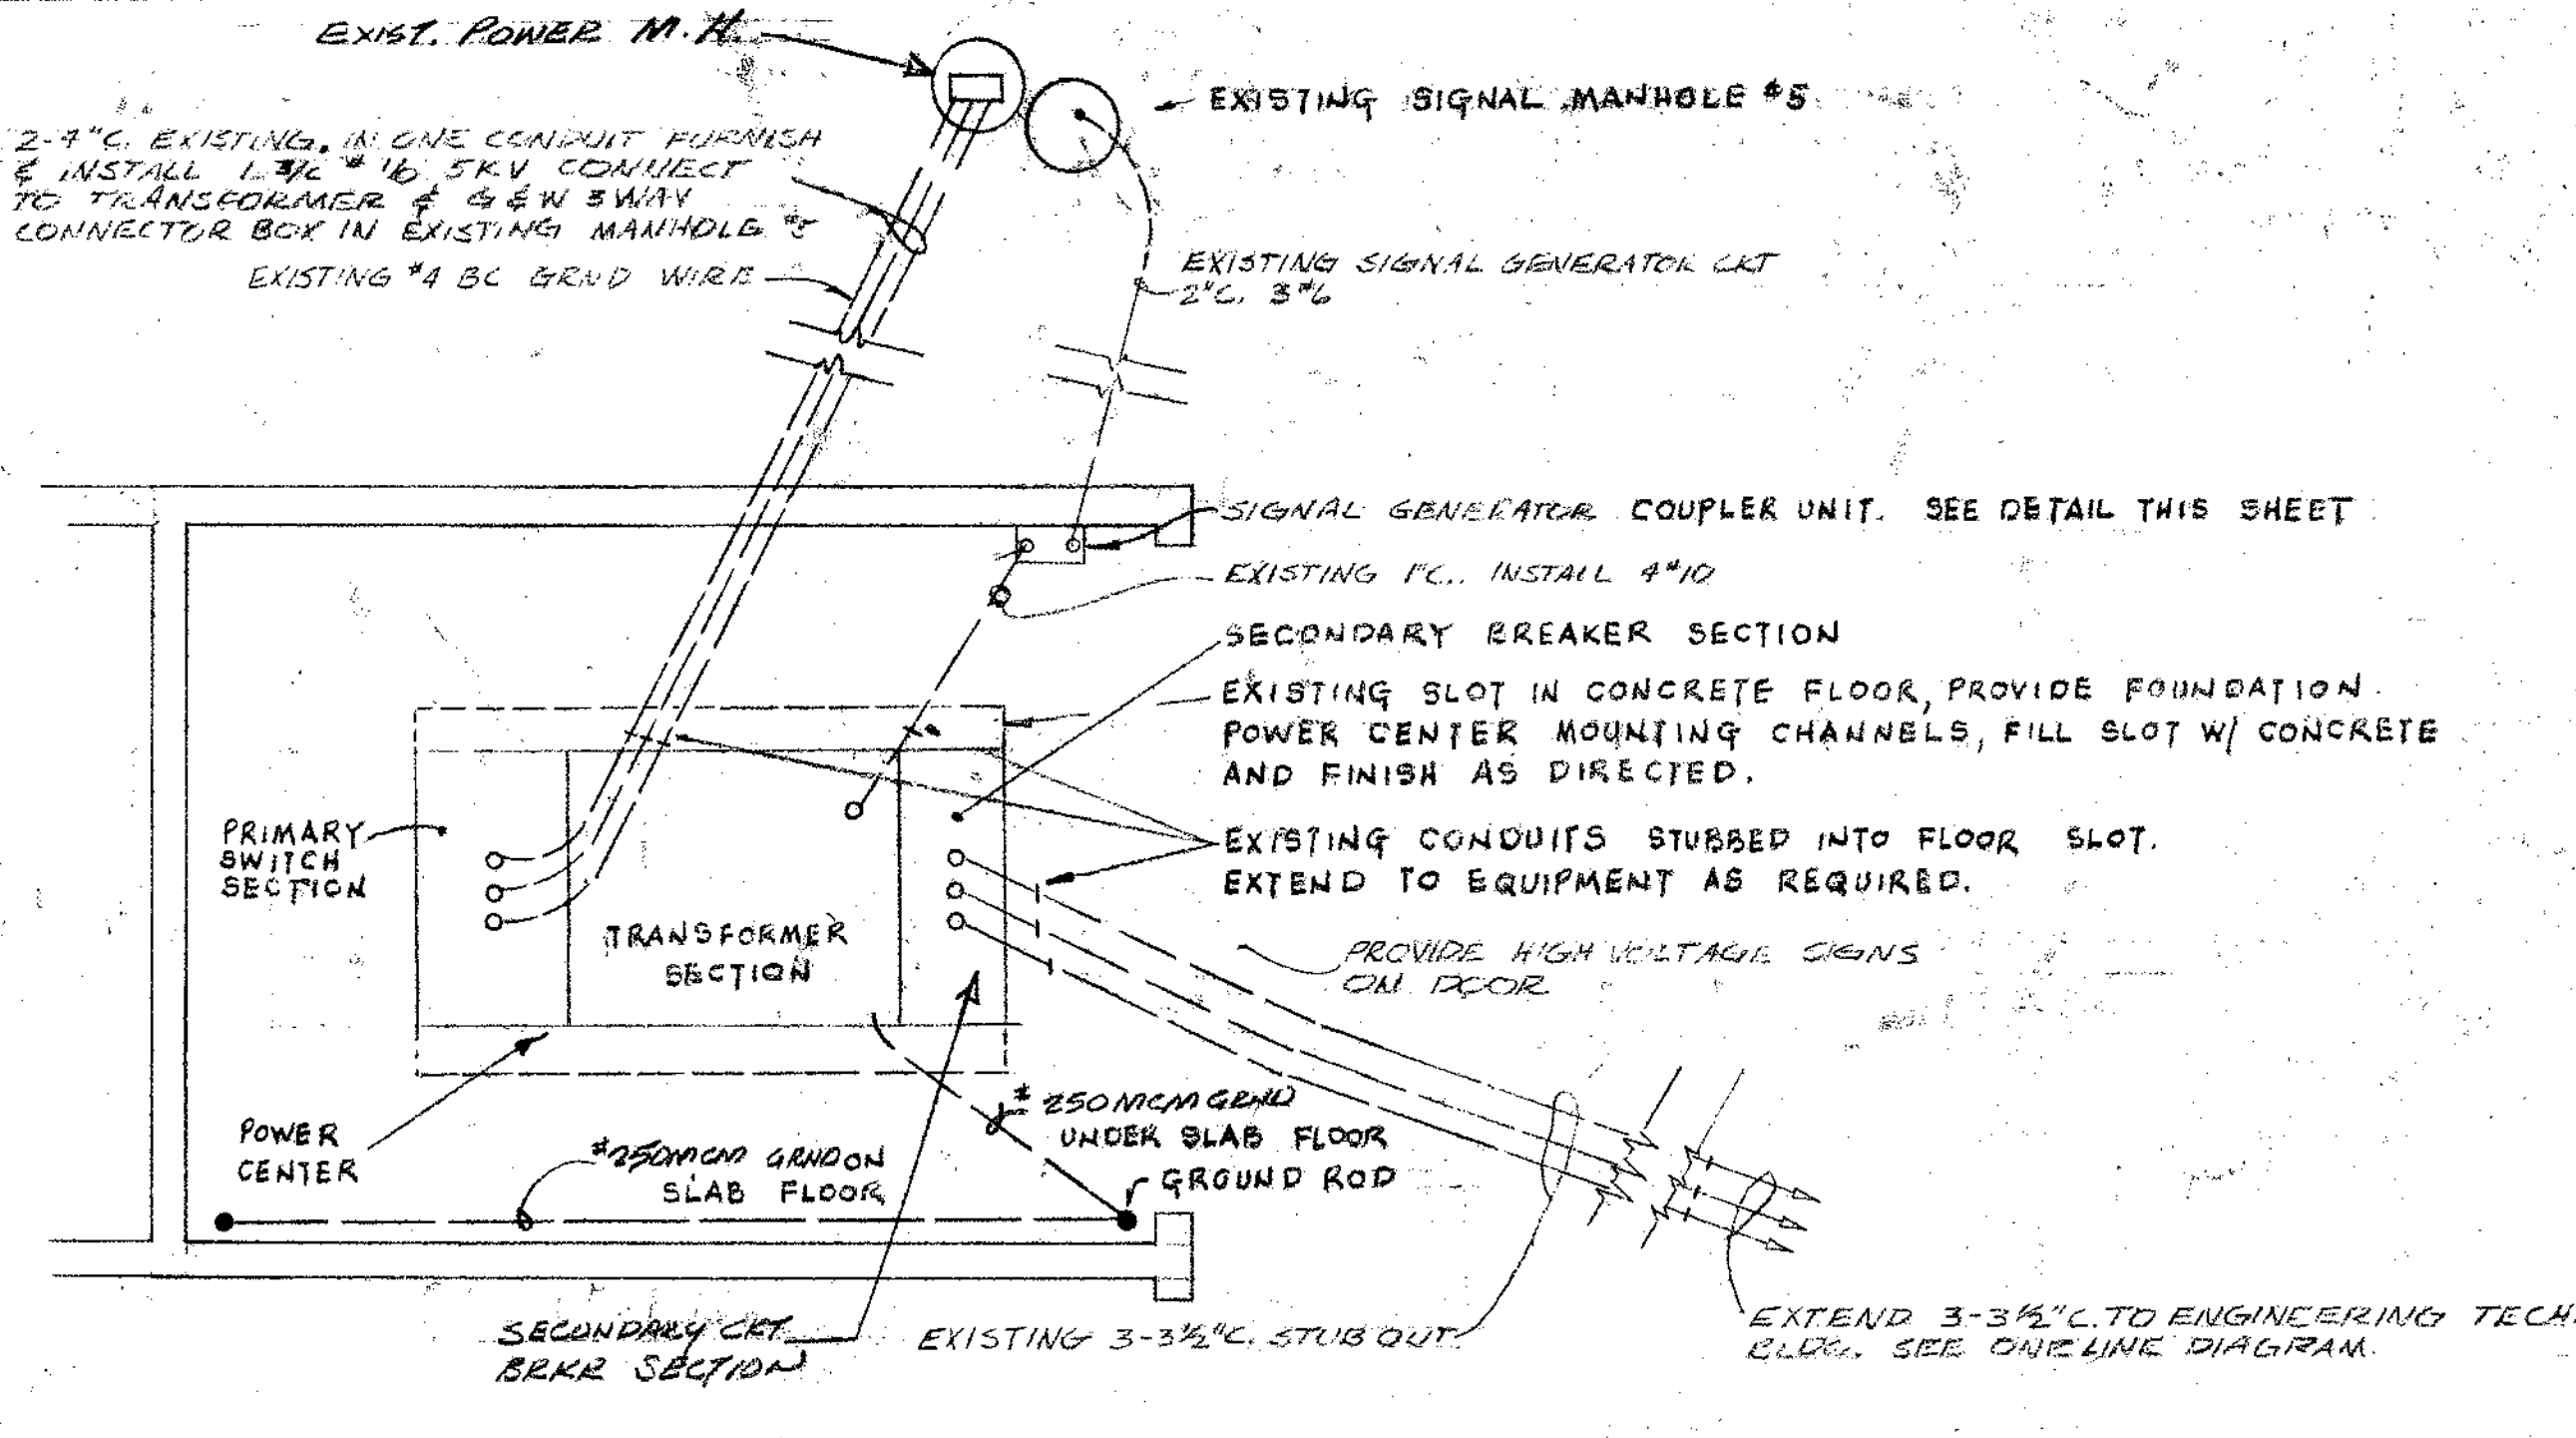 EXIST. POWER M.H.
EXISTING SIGNAL MANHOLE #5
2-4"C. EXISTING. IN ONE CONDUIT FURNISH
& INSTALL 1 3/C # 5KV CONNECT
TO TRANSFORMER & G & W 3 WAY
CONNECTOR BOX IN EXISTING MANHOLE #5
EXISTING #4 BC GRND WIRE
EXISTING SIGNAL GENERATOR CKT
2"C. 3#6
SIGNAL GENERATOR COUPLER UNIT. SEE DETAIL THIS SHEET
EXISTING 1"C.. INSTALL 4#10
SECONDARY BREAKER SECTION
EXISTING SLOT IN CONCRETE FLOOR, PROVIDE FOUNDATION
POWER CENTER MOUNTING CHANNELS, FILL SLOT W/ CONCRETE
AND FINISH AS DIRECTED.
PRIMARY
SWITCH
SECTION
EXISTING CONDUITS STUBBED INTO FLOOR SLOT.
EXTEND TO EQUIPMENT AS REQUIRED.
TRANSFORMER
SECTION
PROVIDE HIGH VOLTAGE SIGNS
ON DOOR
POWER
CENTER
#250MCM GRND ON
SLAB FLOOR
#250MCM GRND
UNDER SLAB FLOOR
GROUND ROD
SECONDARY CKT
BRKR SECTION
EXISTING 3-3½"C. STUB OUT
EXTEND 3-3½"C. TO ENGINEERING TECH
BLDG. SEE ONE LINE DIAGRAM.